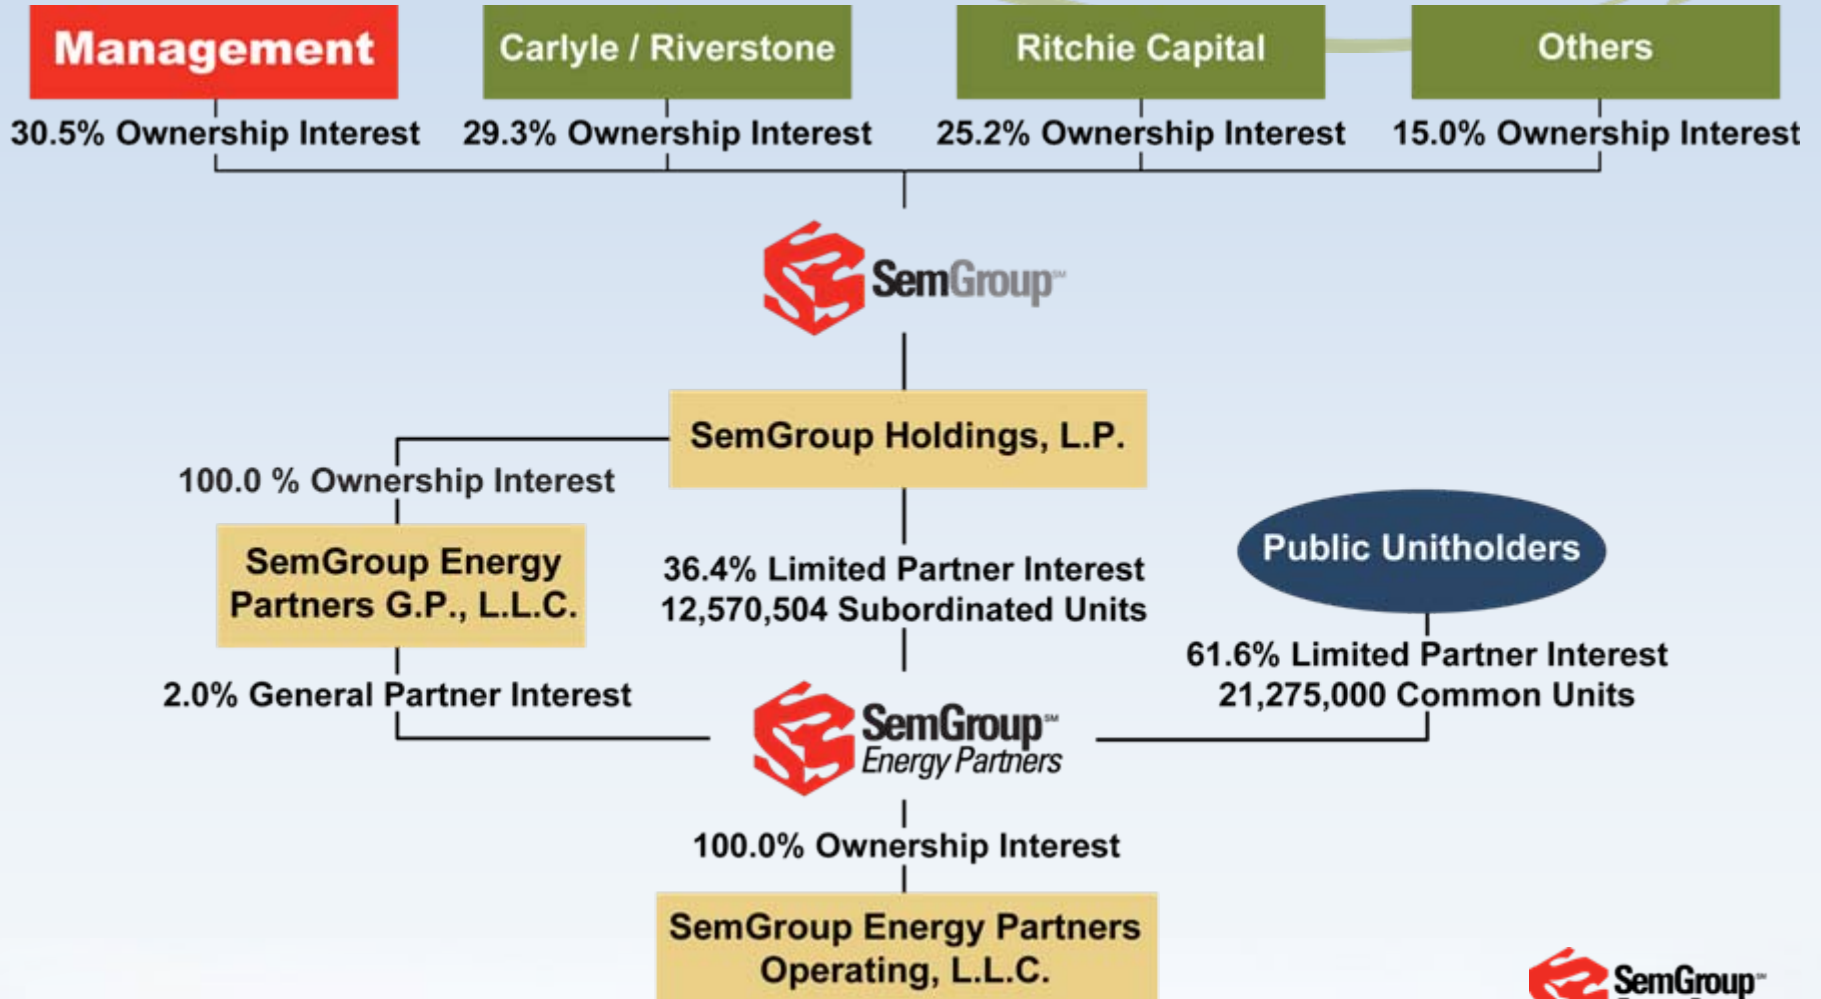 Management
Carlyle / Riverstone
Ritchie Capital
Others
30.5% Ownership Interest
29.3% Ownership Interest
25.2% Ownership Interest
15.0% Ownership Interest
SemGroup℠
SemGroup Holdings, L.P.
100.0 % Ownership Interest
SemGroup Energy
Partners G.P., L.L.C.
36.4% Limited Partner Interest
12,570,504 Subordinated Units
Public Unitholders
61.6% Limited Partner Interest
21,275,000 Common Units
2.0% General Partner Interest
SemGroup℠
Energy Partners
100.0% Ownership Interest
SemGroup Energy Partners
Operating, L.L.C.
SemGroup℠